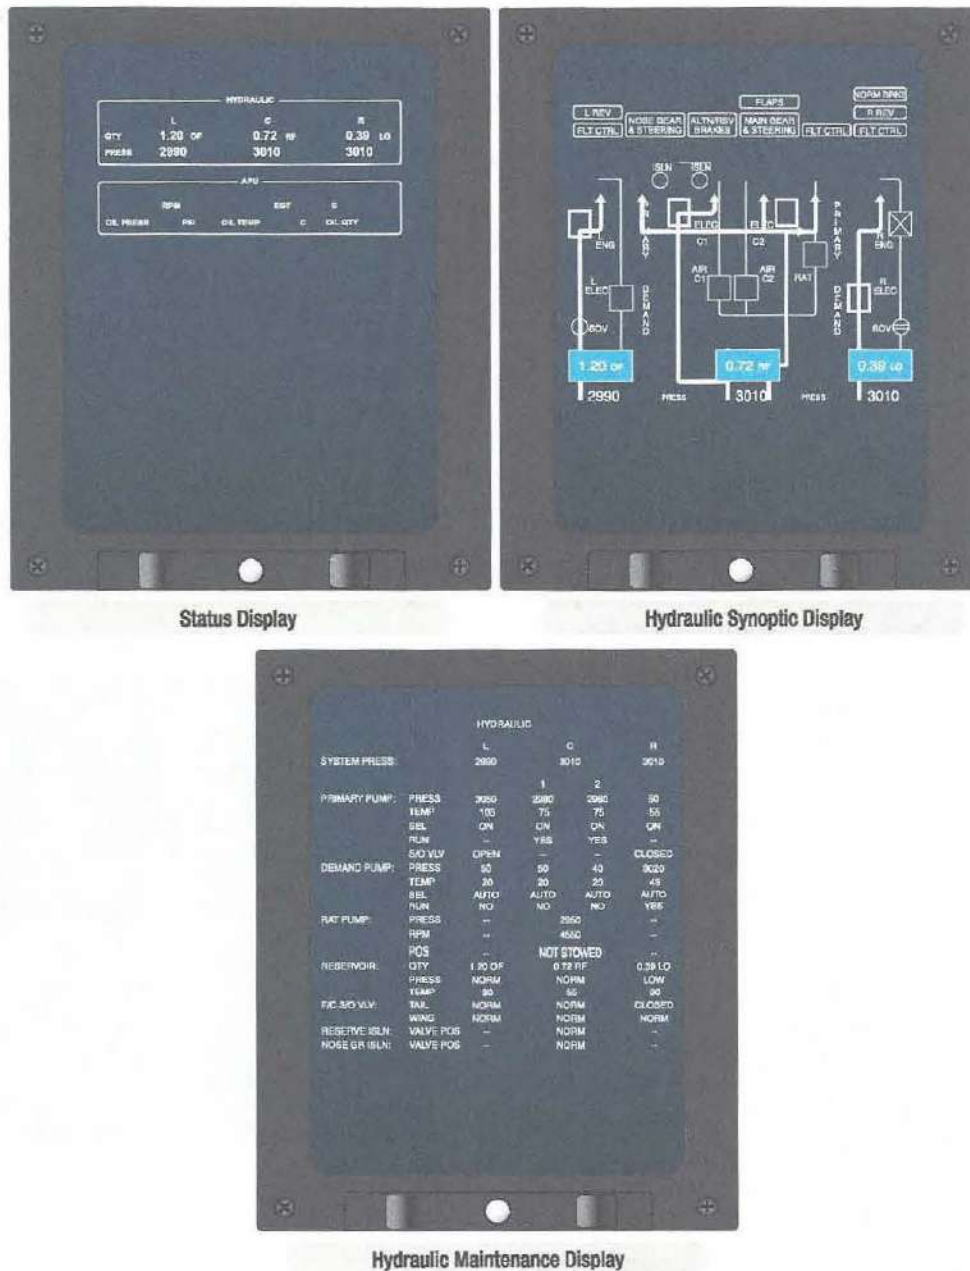 HYDRAULIC
L C R
QTY 1.20 OF 0.72 RF 0.39 LO
PRESS 2990 3010 3010
APU
RPM EGT C
OIL PRESS PSI OIL TEMP C OIL QTY
Status Display
NORM BRKS
FLAPS
L REV R REV
FLT CTRL NOSE GEAR & STEERING ALTN/RSV BRAKES MAIN GEAR & STEERING FLT CTRL FLT CTRL
ISLN ISLN
PRIMARY PRIMARY
L ENG ELEC C1 ELEC C2 R ENG
AIR C1 AIR C2 RAT
L ELEC DEMAND DEMAND R ELEC
SOV SOV
1.20 OF 0.72 RF 0.39 LO
2990 PRESS 3010 PRESS 3010
Hydraulic Synoptic Display
HYDRAULIC
L C R
SYSTEM PRESS: 2990 3010 3010
1 2
PRIMARY PUMP: PRESS 3050 2980 2980 50
TEMP 105 75 75 55
SEL ON ON ON ON
RUN -- YES YES --
S/O VLV OPEN -- -- CLOSED
DEMAND PUMP: PRESS 50 50 40 3020
TEMP 20 20 20 45
SEL AUTO AUTO AUTO AUTO
RUN NO NO NO YES
RAT PUMP: PRESS -- 2950 --
RPM -- 4550 --
POS -- NOT STOWED --
RESERVOIR: QTY 1.20 OF 0.72 RF 0.39 LO
PRESS NORM NORM LOW
TEMP 90 55 90
F/C S/O VLV: TAIL NORM NORM CLOSED
WING NORM NORM NORM
RESERVE ISLN: VALVE POS -- NORM --
NOSE GR ISLN: VALVE POS -- NORM --
Hydraulic Maintenance Display